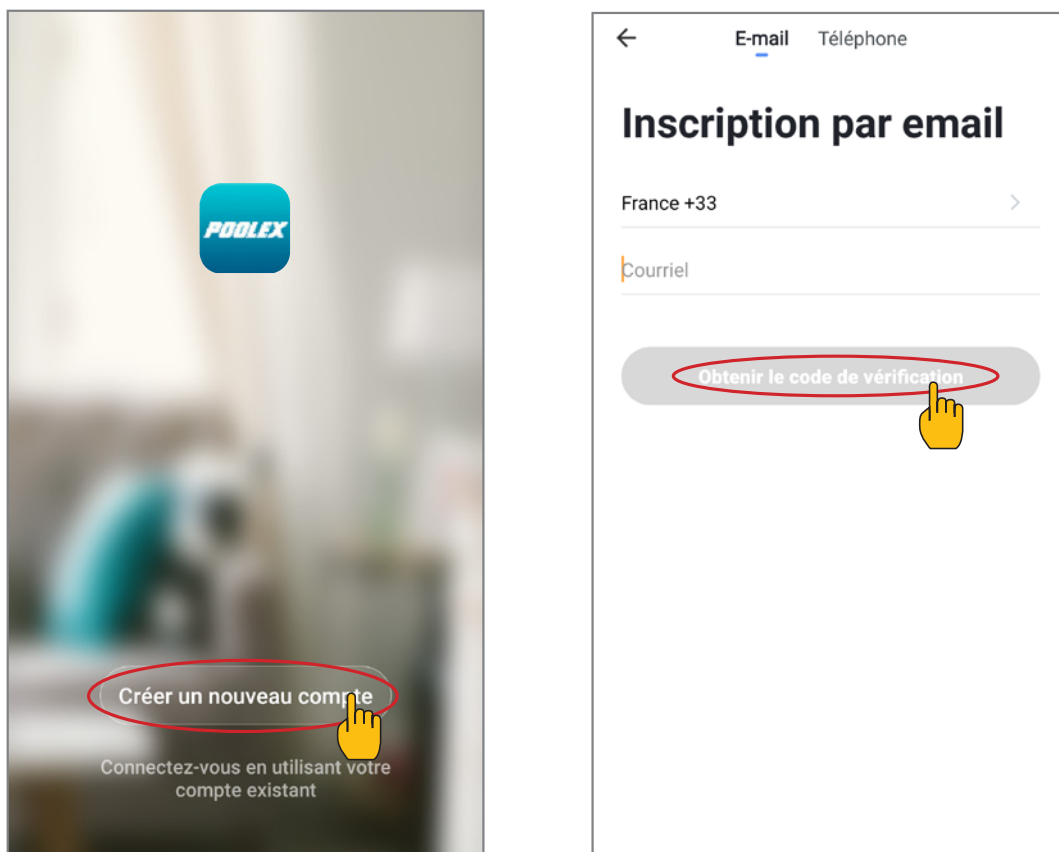 POOLEX
Créer un nouveau compte
Connectez-vous en utilisant votre
compte existant
E-mail Téléphone
Inscription par email
France +33
Courriel
Obtenir le code de vérification